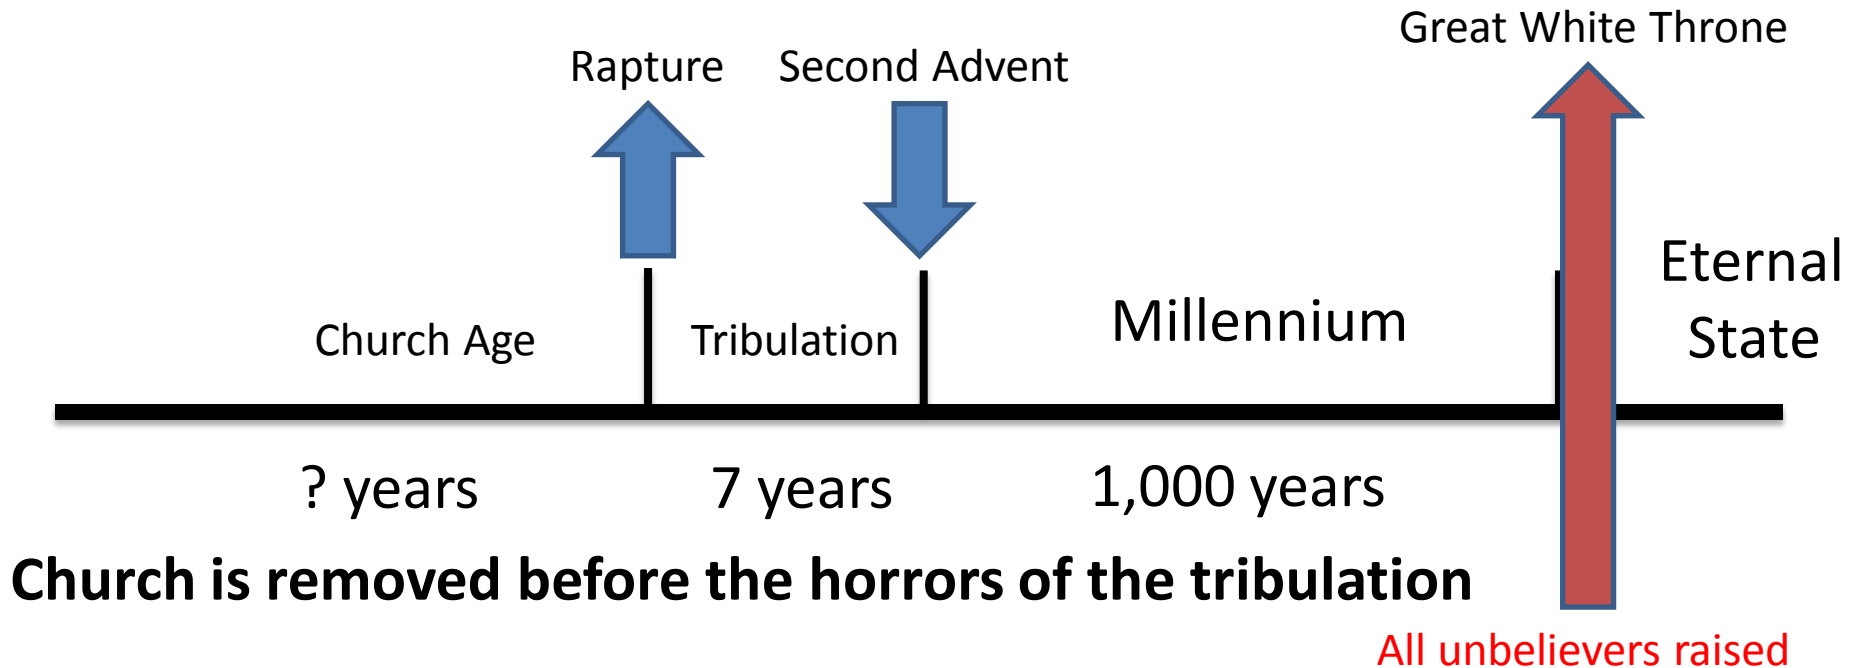 Great White Throne
Rapture
Second Advent
Church Age
Tribulation
Millennium
Eternal
State
? years
7 years
1,000 years
Church is removed before the horrors of the tribulation
All unbelievers raised